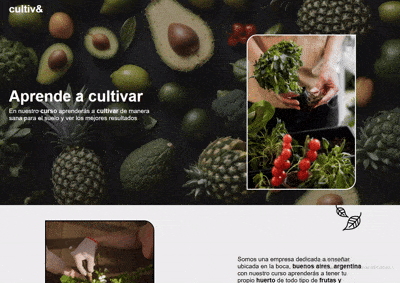 cultiv&
Aprende a cultivar
En nuestro curso aprenderás a cultivar de manera
sana para el suelo y ver los mejores resultados
Somos una empresa dedicada a enseñar
ubicada en la boca, buenos aires, argentina
con nuestro curso aprenderás a tener tu
propio huerto de todo tipo de frutas y